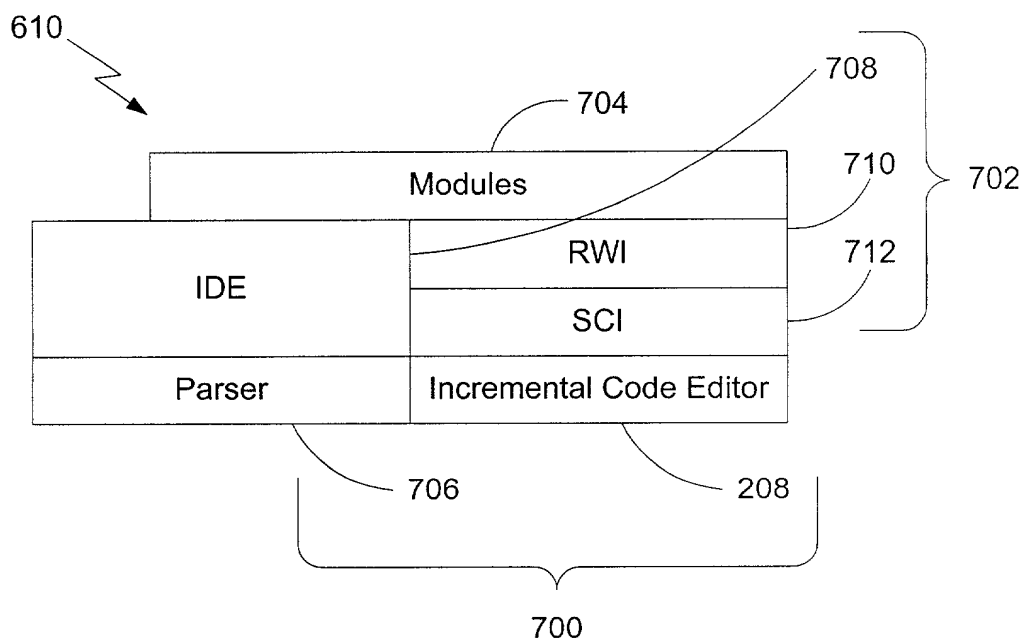 610
708
704
Modules
710
702
RWI
712
IDE
SCI
Parser
Incremental Code Editor
706
208
700